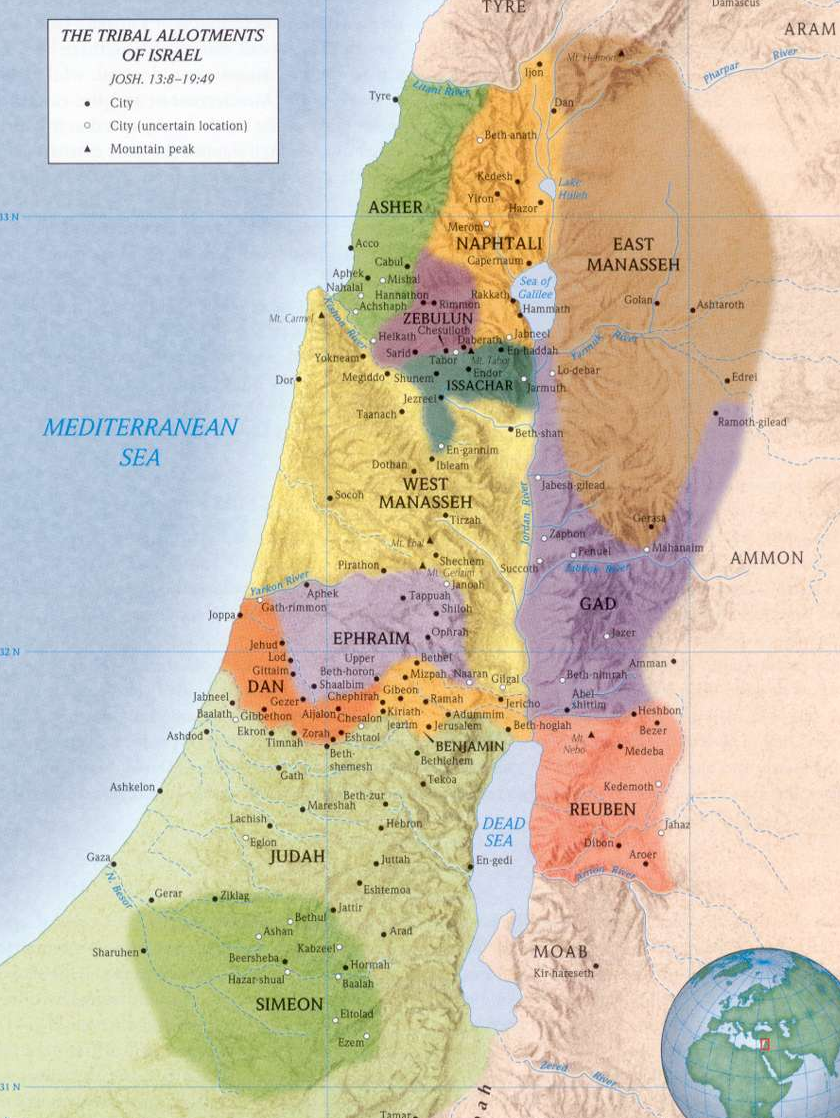 THE TRIBAL ALLOTMENTS
OF ISRAEL
JOSH. 13:8–19:49
City
City (uncertain location)
Mountain peak
TYRE
Damascus
ARAM
Pharpar River
Mt. Hermon
Ijon
Litani River
Tyre
Dan
Beth-anath
Kedesh
Lake
Huleh
Yiron
Hazor
ASHER
33 N
Merom
NAPHTALI
EAST
MANASSEH
Acco
Capernaum
Cabul
Aphek
Mishal
Sea of
Galilee
Nahalal
Hannathon
Rakkath
Golan
Ashtaroth
Achshaph
Rimmon
Hammath
Mt. Carmel
ZEBULUN
Kishon River
Chesulloth
Jabneel
Helkath
Daberath
Yarmuk River
Sarid
En-haddah
Yokneam
Tabor
Mt. Tabor
Endor
Lo-debar
Dor
Megiddo
Shunem
ISSACHAR
Jarmuth
Edrei
Jezreel
Taanach
Ramoth-gilead
MEDITERRANEAN
SEA
Beth-shan
En-gannim
Dothan
Ibleam
WEST
MANASSEH
Jabesh-gilead
Socoh
Jordan River
Tirzah
Gerasa
Mt. Ebal
Zaphon
Mahanaim
Shechem
Penuel
AMMON
Pirathon
Mt. Gerizim
Succoth
Jabbok River
Yarkon River
Janoah
Aphek
Tappuah
Gath-rimmon
Shiloh
GAD
Joppa
EPHRAIM
Ophrah
Jazer
32 N
Jehud
Lod
Upper
Beth-horon
Bethel
Amman
Gittaim
Mizpah
Naaran
Gilgal
Beth-nimrah
DAN
Shaalbim
Gibeon
Jabneel
Gezer
Chephirah
Ramah
Jericho
Abel-
shittim
Heshbon
Baalath
Gibbethon
Aijalon
Chesalon
Kiriath-
jearim
Adummim
Ashdod
Ekron
Zorah
Eshtaol
Jerusalem
Beth-hoglah
Bezer
Timnah
BENJAMIN
Mt.
Nebo
Medeba
Beth-
shemesh
Bethlehem
Gath
Tekoa
Kedemoth
Ashkelon
Beth-zur
Mareshah
REUBEN
Lachish
Hebron
DEAD
SEA
Jahaz
Eglon
Dibon
Gaza
JUDAH
Juttah
En-gedi
Aroer
Arnon River
N. Besor
Eshtemoa
Gerar
Ziklag
Jattir
Bethul
Ashan
Arad
Sharuhen
Kabzeel
MOAB
Beersheba
Hormah
Kir-hareseth
Hazar-shual
Baalah
SIMEON
Eltolad
Ezem
Zered River
31 N
ah
Tamar